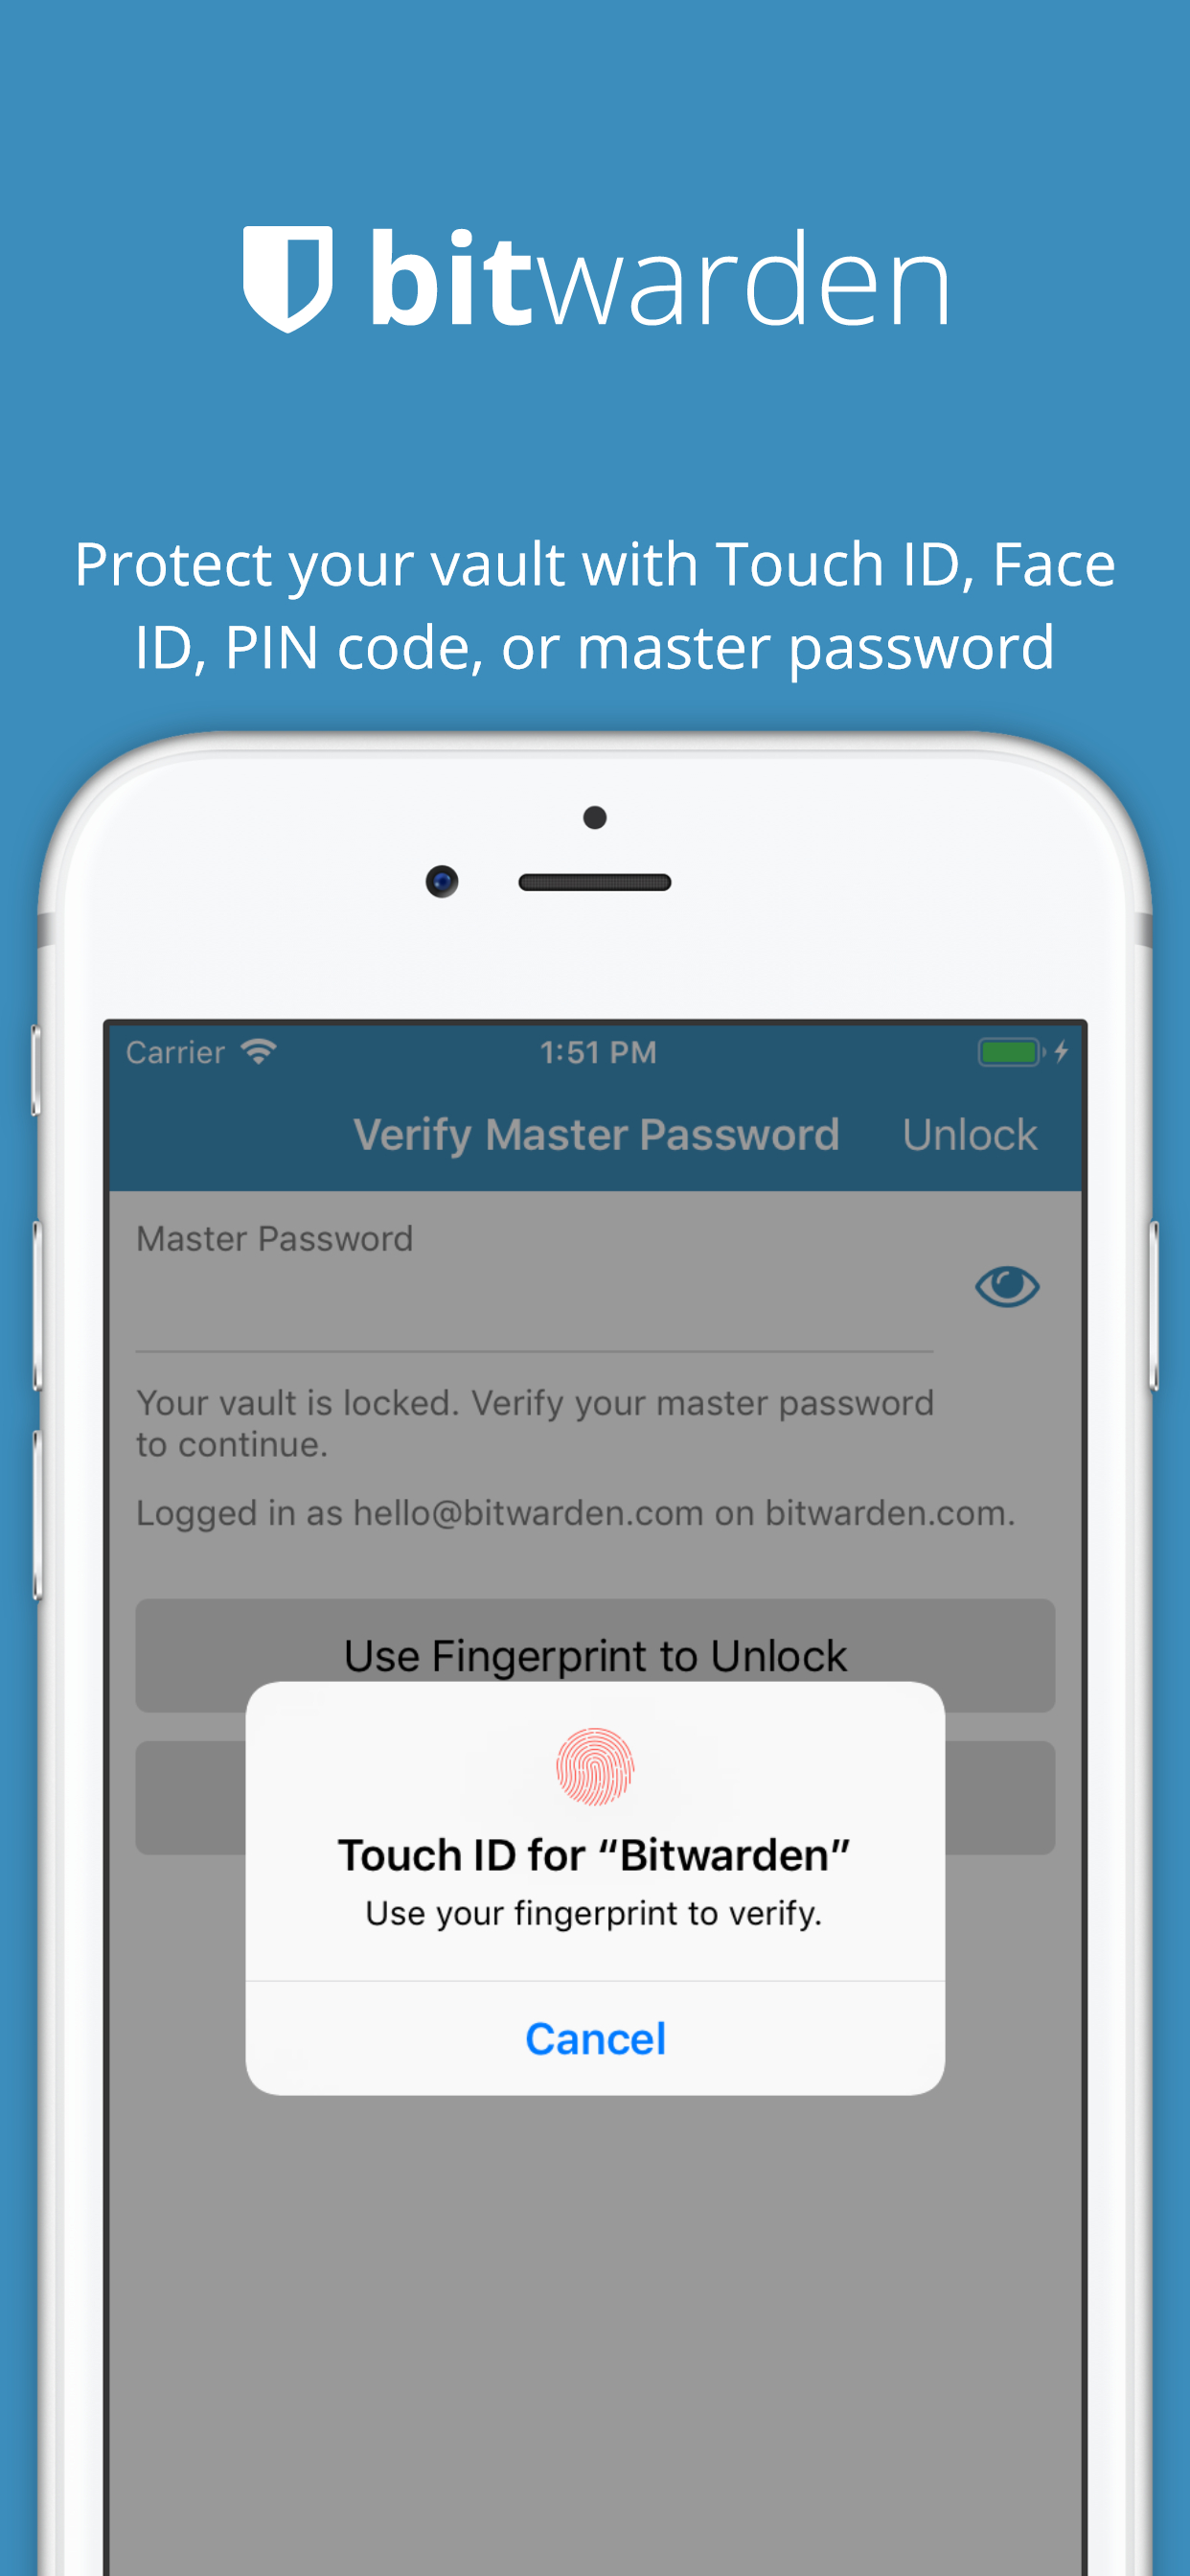 bitwarden
Protect your vault with Touch ID, Face
ID, PIN code, or master password
Carrier
1:51 PM
Verify Master Password
Unlock
Master Password
Your vault is locked. Verify your master password
to continue.
Logged in as hello@bitwarden.com on bitwarden.com.
Use Fingerprint to Unlock
Touch ID for “Bitwarden”
Use your fingerprint to verify.
Cancel